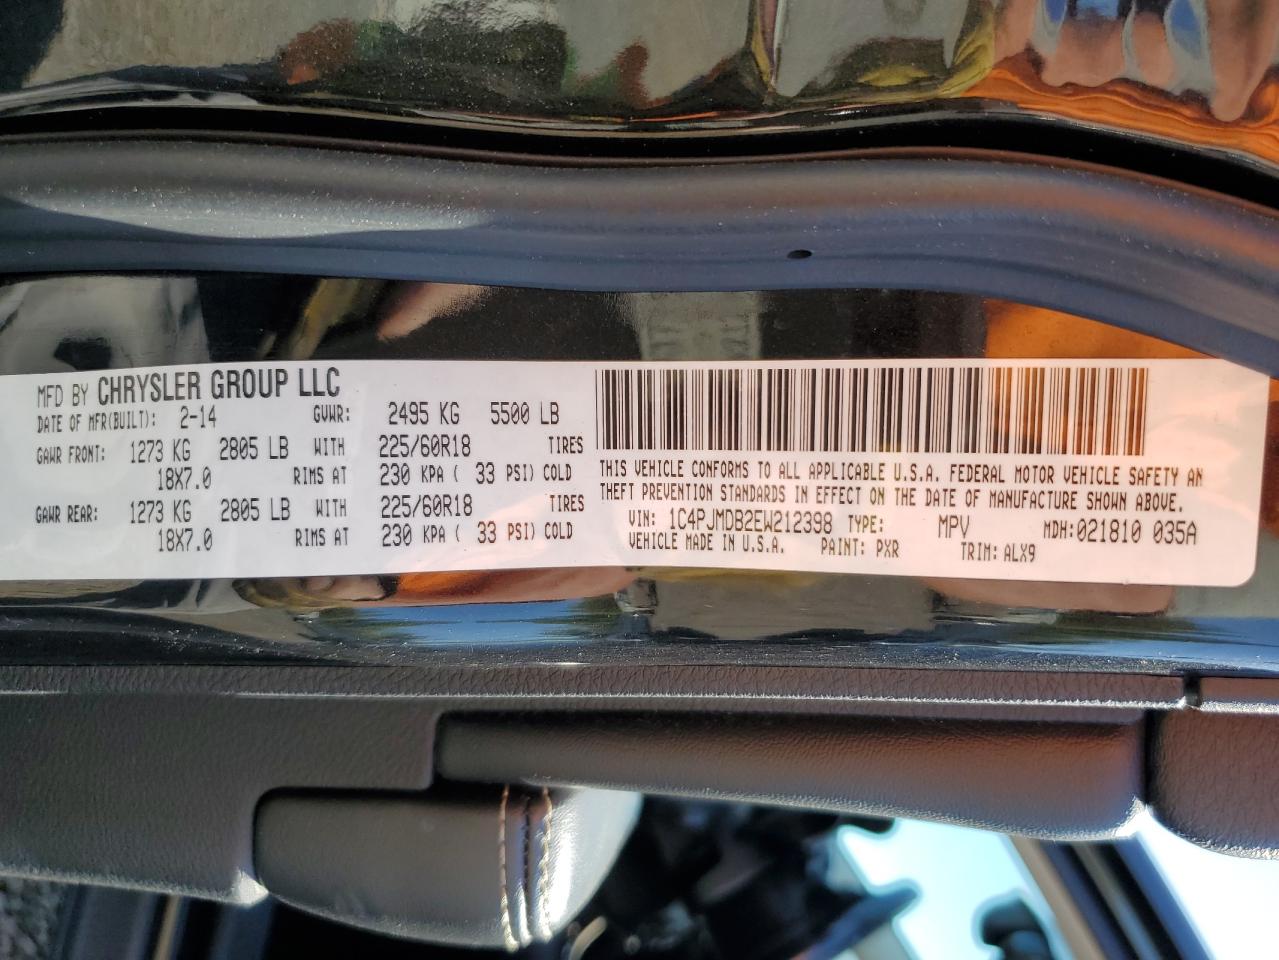 MFD BY CHRYSLER GROUP LLC
DATE OF MFR(BUILT): 2-14 GVWR: 2495 KG 5500 LB
GAWR FRONT: 1273 KG 2805 LB WITH 225/60R18 TIRES
18X7.0 RIMS AT 230 KPA ( 33 PSI) COLD
GAWR REAR: 1273 KG 2805 LB WITH 225/60R18 TIRES
18X7.0 RIMS AT 230 KPA ( 33 PSI) COLD
THIS VEHICLE CONFORMS TO ALL APPLICABLE U.S.A. FEDERAL MOTOR VEHICLE SAFETY AN
THEFT PREVENTION STANDARDS IN EFFECT ON THE DATE OF MANUFACTURE SHOWN ABOVE.
VIN: 1C4PJMDB2EW212398 TYPE: MPV MDH: 021810 035A
VEHICLE MADE IN U.S.A. PAINT: PXR TRIM: ALX9